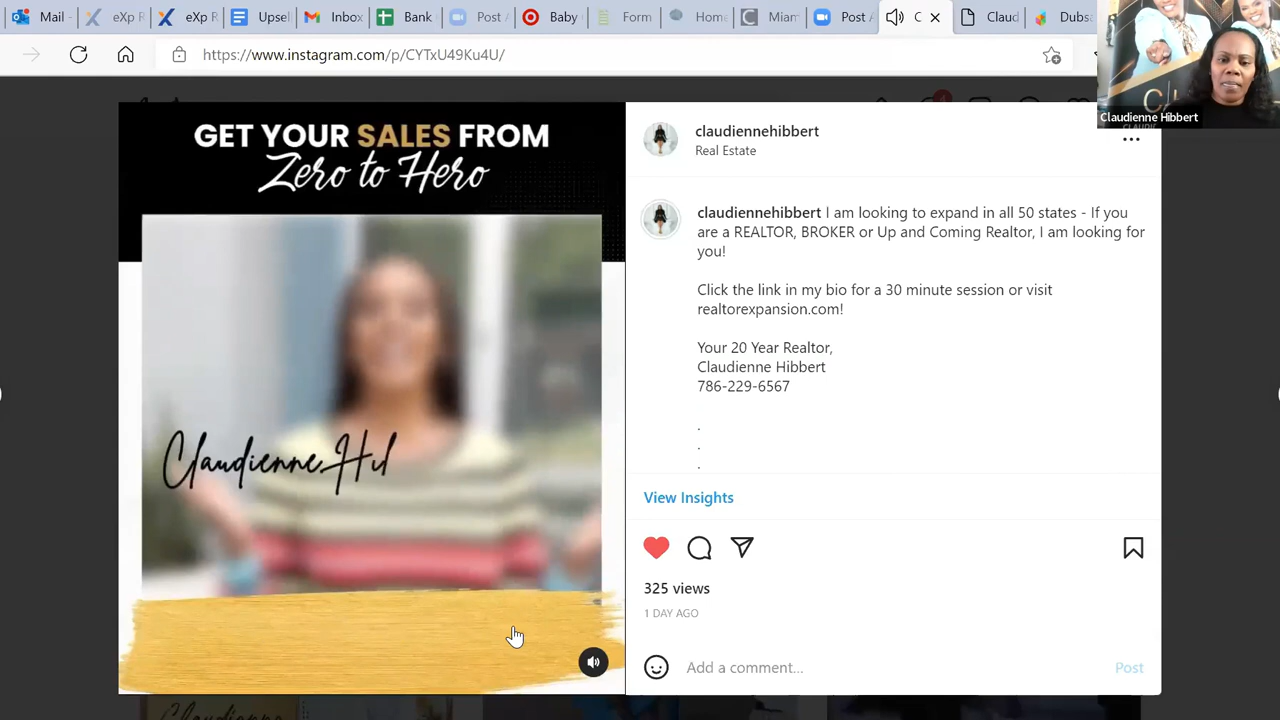 Mail -
eXp R
eXp R
Upsell
Inbox
Bank
Post A
Baby
Form
Home
Miam
Post A
C
Claud
Dubs
https://www.instagram.com/p/CYTxU49Ku4U/
Claudienne Hibbert
GET YOUR SALES FROM
Zero to Hero
Claudienne Hi
claudiennehibbert
Real Estate
claudiennehibbert I am looking to expand in all 50 states - If you
are a REALTOR, BROKER or Up and Coming Realtor, I am looking for
you!
Click the link in my bio for a 30 minute session or visit
realtorexpansion.com!
Your 20 Year Realtor,
Claudienne Hibbert
786-229-6567
.
.
.
View Insights
325 views
1 DAY AGO
Add a comment...
Post